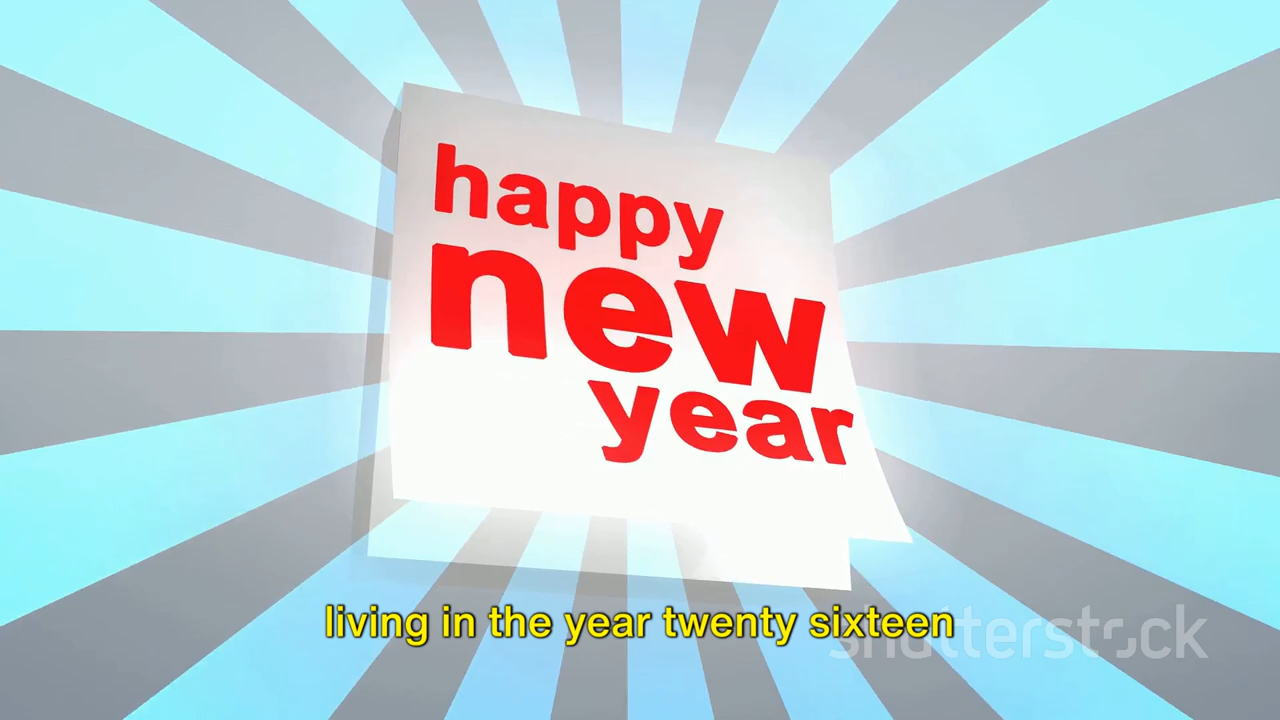 happy
new
year
living in the year twenty sixteen
shutterstock